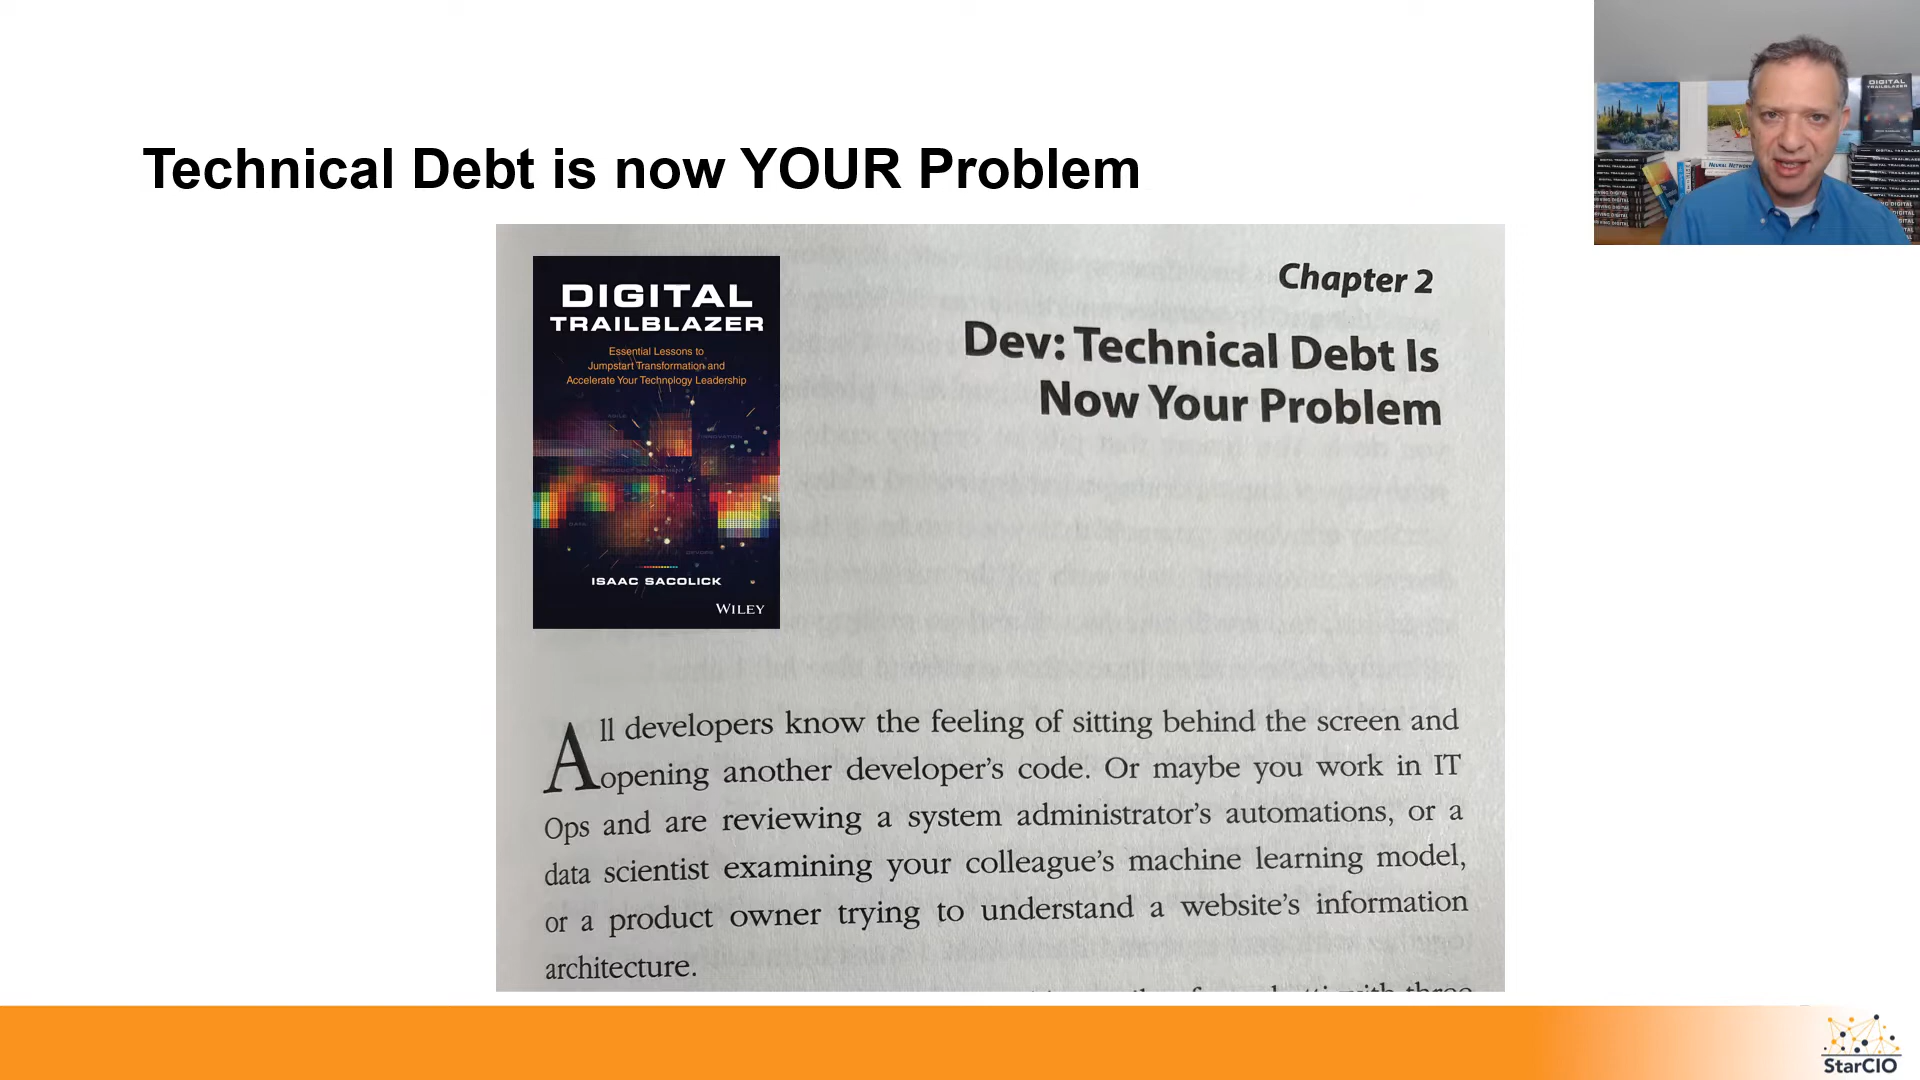 Technical Debt is now YOUR Problem
DIGITAL
TRAILBLAZER
Essential Lessons to
Jumpstart Transformation and
Accelerate Your Technology Leadership
ISAAC SACOLICK
WILEY
Chapter 2
Dev: Technical Debt Is
Now Your Problem
All developers know the feeling of sitting behind the screen and
opening another developer's code. Or maybe you work in IT
Ops and are reviewing a system administrator's automations, or a
data scientist examining your colleague's machine learning model,
or a product owner trying to understand a website's information
architecture.
DIGITAL
TRAILBLAZER
StarCIO